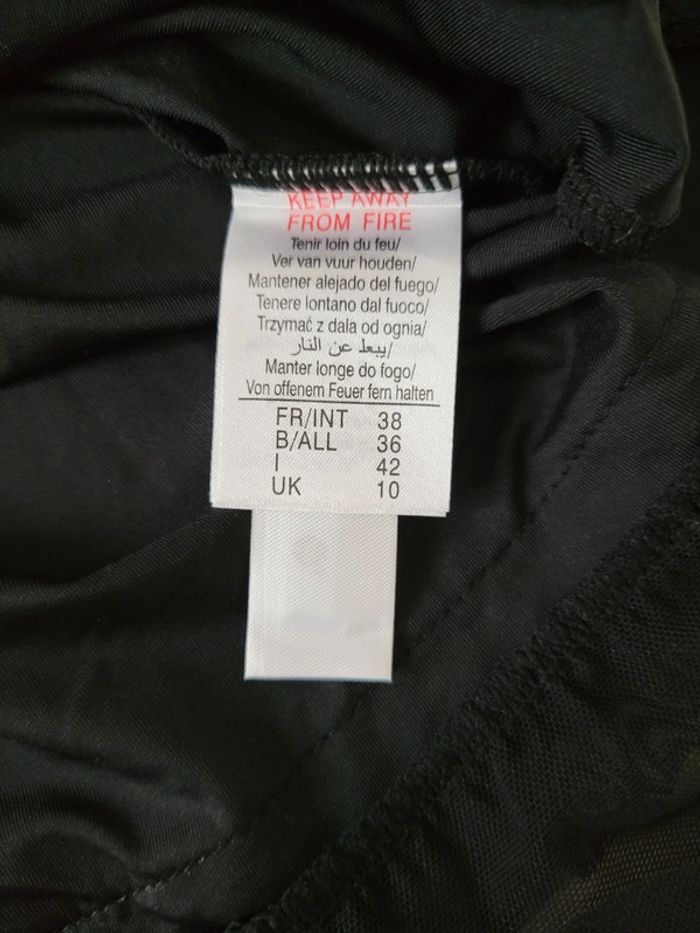 KEEP AWAY
FROM FIRE
Tenir loin du feu/
Ver van vuur houden/
Mantener alejado del fuego/
Tenere lontano dal fuoco/
Trzymać z dala od ognia/
يبعد عن النار/
Manter longe do fogo/
Von offenem Feuer fern halten
FR/INT 38
B/ALL 36
I 42
UK 10